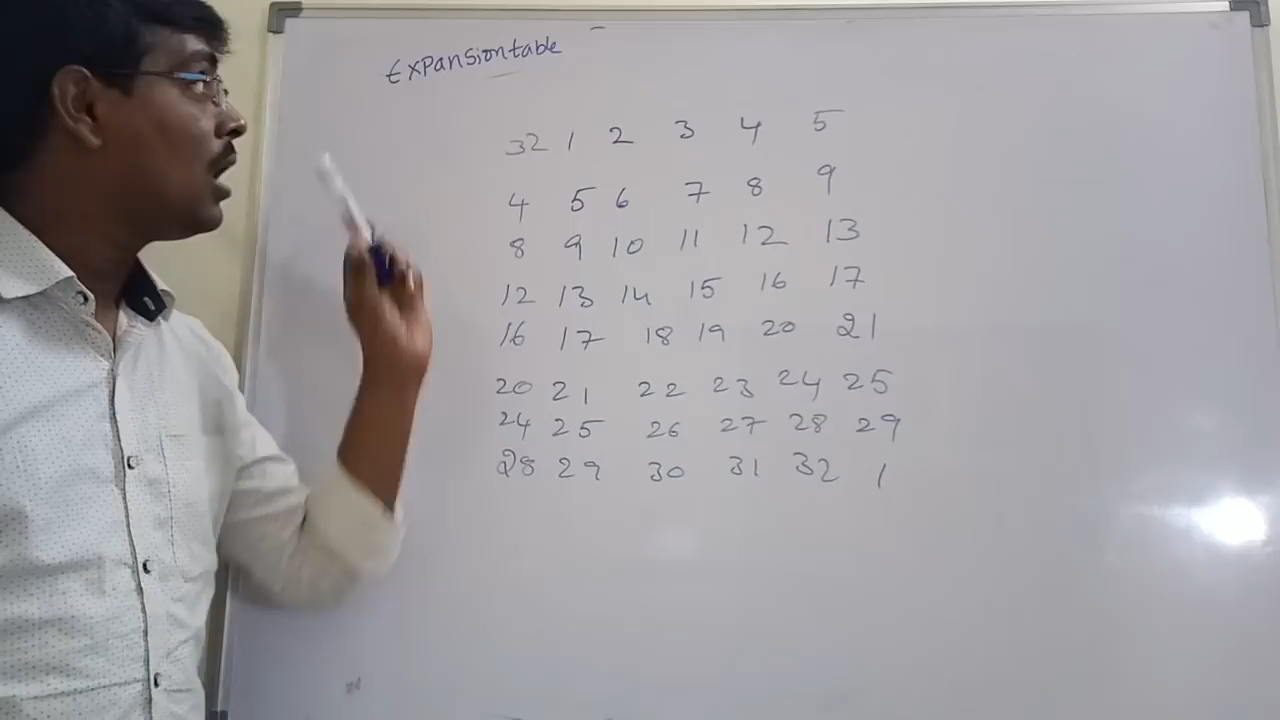 Expansiontable
32 1 2 3 4 5
4 5 6 7 8 9
8 9 10 11 12 13
12 13 14 15 16 17
16 17 18 19 20 21
20 21 22 23 24 25
24 25 26 27 28 29
28 29 30 31 32 1